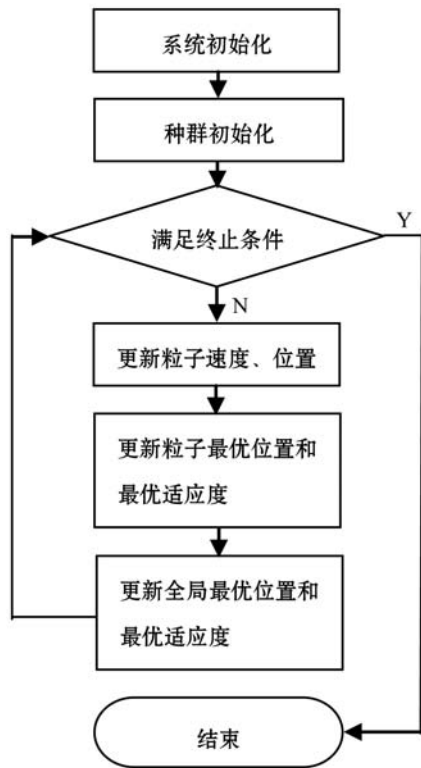 系统初始化
种群初始化
满足终止条件
Y
N
更新粒子速度、位置
更新粒子最优位置和
最优适应度
更新全局最优位置和
最优适应度
结束